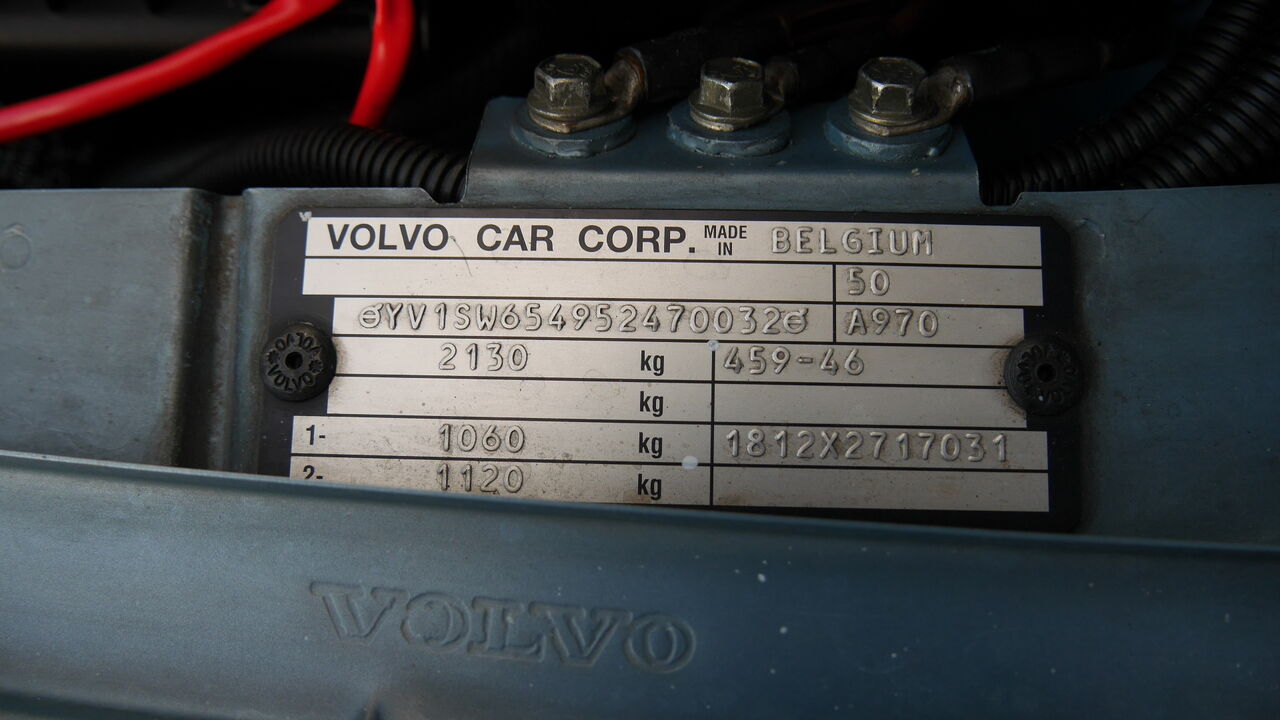 VOLVO CAR CORP. MADE IN BELGIUM
50
YV1SW654952470032 A970
2130 kg 459-46
kg
1- 1060 kg 1812X2717031
2- 1120 kg
VOLVO
VOLVO